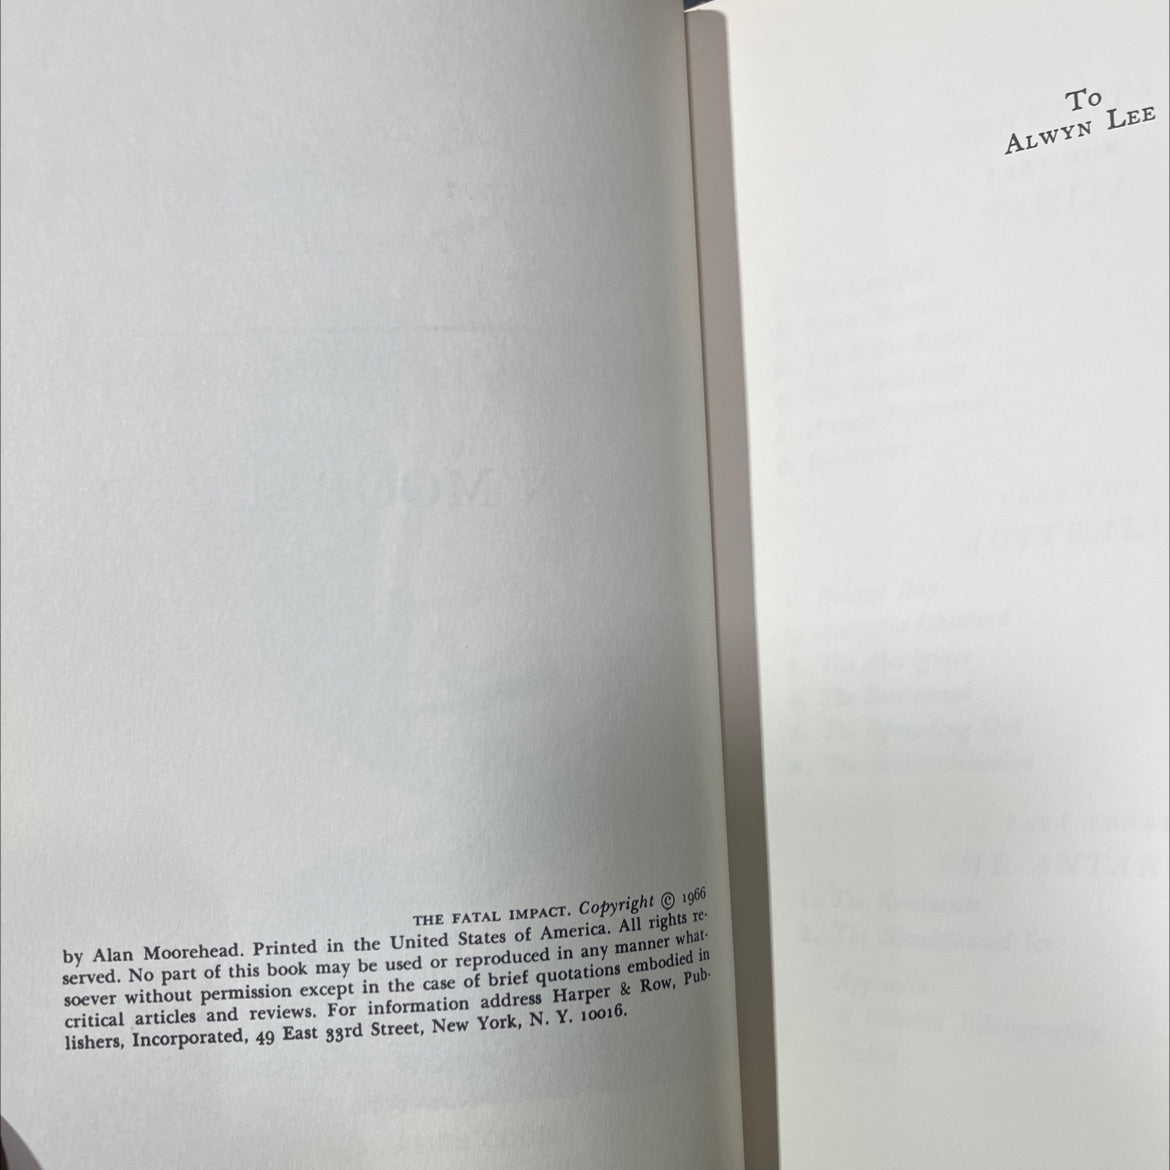 THE FATAL IMPACT. Copyright © 1966
by Alan Moorehead. Printed in the United States of America. All rights re-
served. No part of this book may be used or reproduced in any manner what-
soever without permission except in the case of brief quotations embodied in
critical articles and reviews. For information address Harper & Row, Pub-
lishers, Incorporated, 49 East 33rd Street, New York, N. Y. 10016.
To
ALWYN LEE